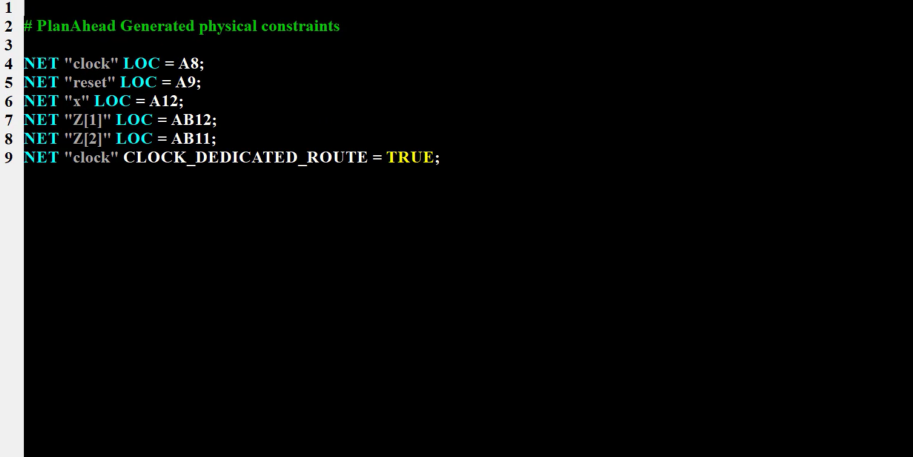 1
2 # PlanAhead Generated physical constraints
3
4 NET "clock" LOC = A8;
5 NET "reset" LOC = A9;
6 NET "x" LOC = A12;
7 NET "Z[1]" LOC = AB12;
8 NET "Z[2]" LOC = AB11;
9 NET "clock" CLOCK_DEDICATED_ROUTE = TRUE;